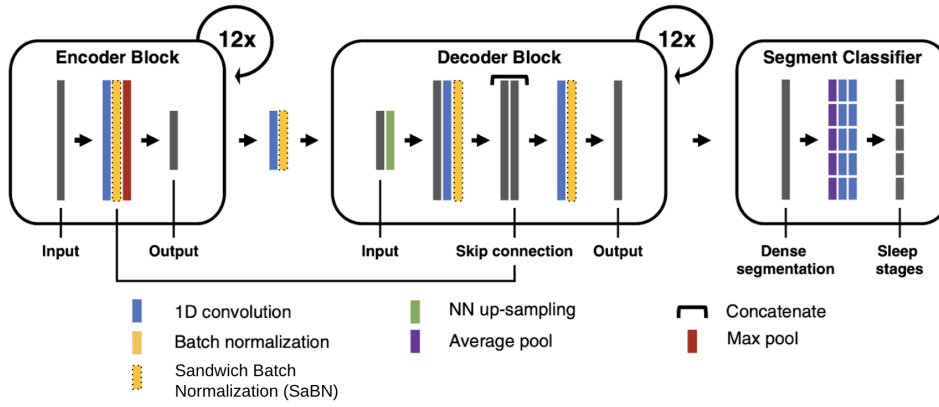 12x
12x
Encoder Block
Decoder Block
Segment Classifier
Input
Output
Input
Skip connection
Output
Dense
segmentation
Sleep
stages
1D convolution
NN up-sampling
Concatenate
Batch normalization
Average pool
Max pool
Sandwich Batch
Normalization (SaBN)